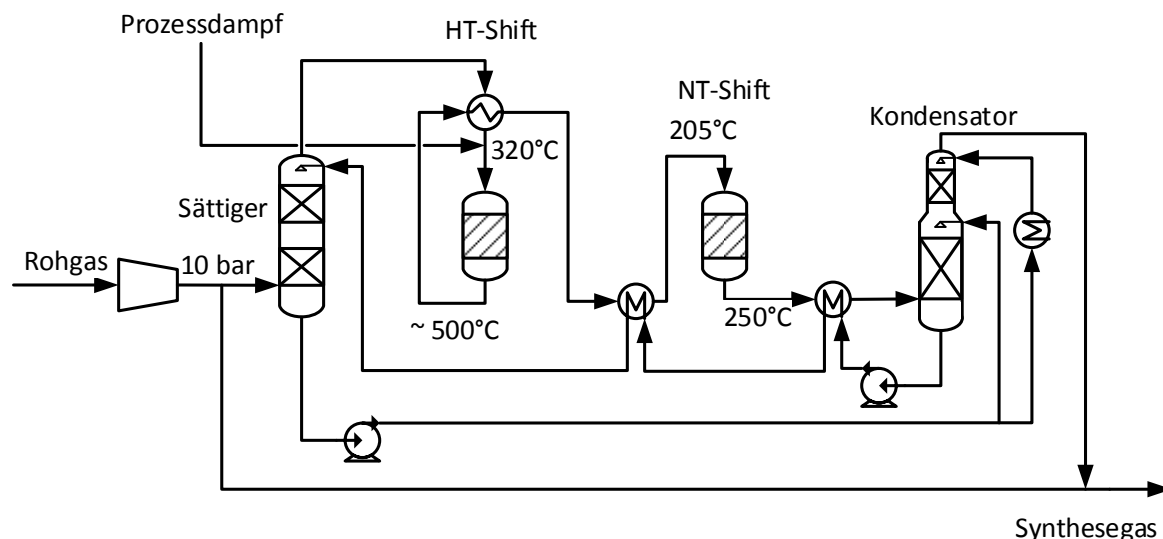 Prozessdampf
HT-Shift
NT-Shift
Kondensator
205°C
320°C
Sättiger
Rohgas
10 bar
~ 500°C
250°C
Synthesegas